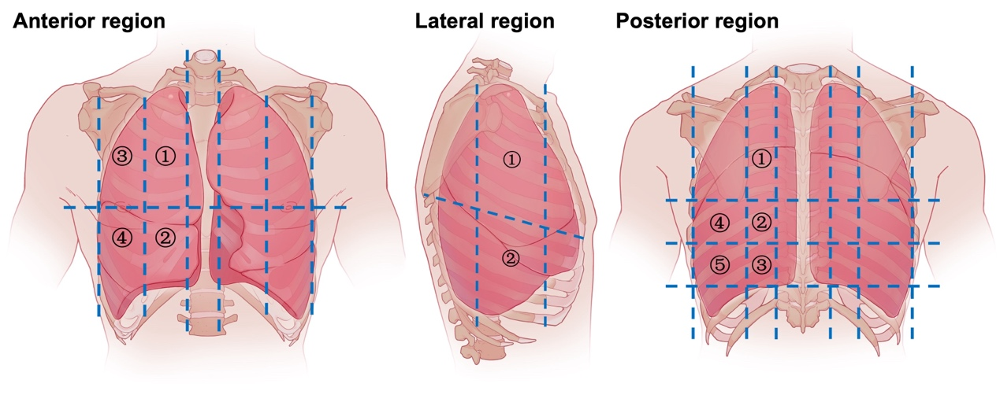 Anterior region
Lateral region
Posterior region
③ ①
④ ②
①
②
①
④ ②
⑤ ③